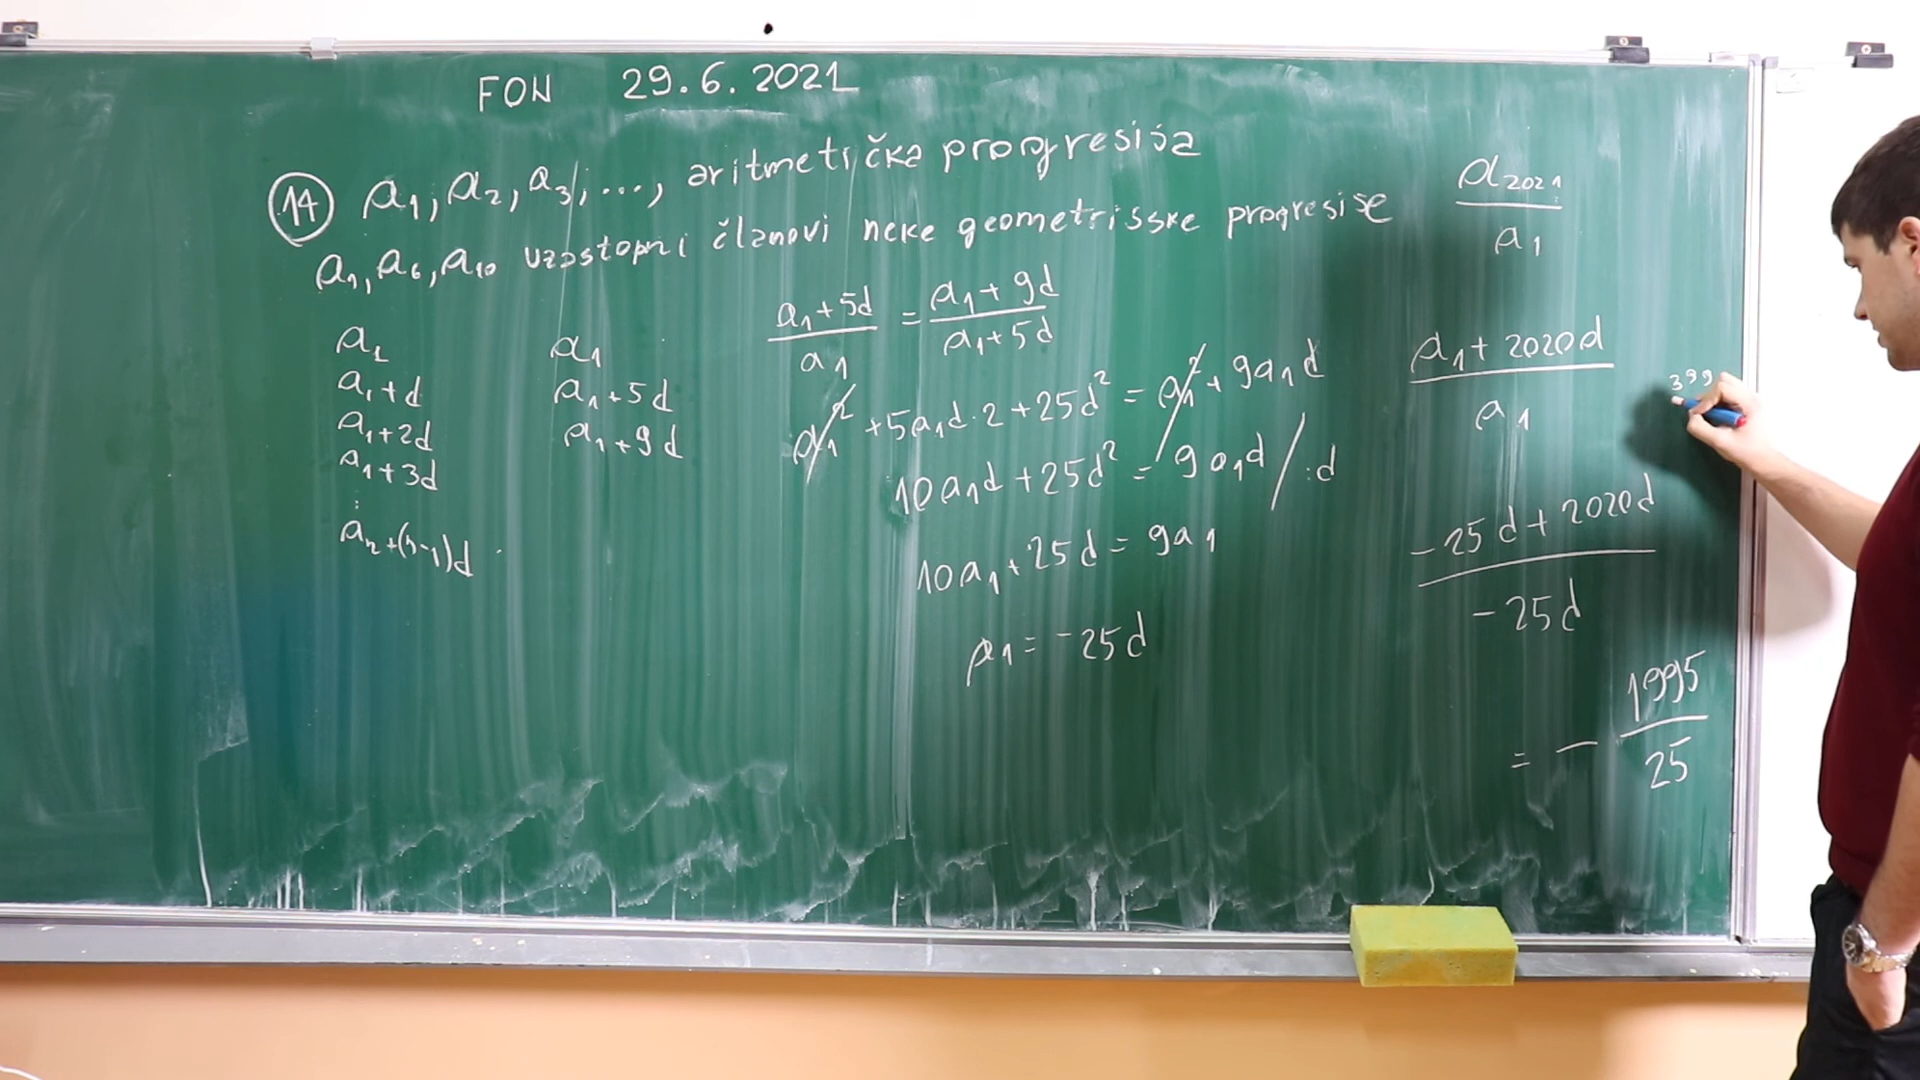 FON 29.6.2021
14 a₁, a₂, a₃, ..., aritmetička progresija
a₁, a₆, a₁₀ uzastopni članovi neke geometrijske progresije
a₁
a₁+d
a₁+2d
a₁+3d
⋮
aₙ+(n-1)d
a₁
a₁+5d
a₁+9d
(a₁+5d)/a₁ = (a₁+9d)/(a₁+5d)
a₁² + 5a₁d·2 + 25d² = a₁² + 9a₁d
10a₁d + 25d² = 9a₁d / :d
10a₁ + 25d = 9a₁
a₁ = -25d
a₂₀₂₁/a₁
(a₁ + 2020d)/a₁
399
(-25d + 2020d)/(-25d)
= - 1995/25